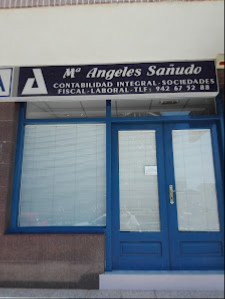 A
Mª Angeles Sañudo
CONTABILIDAD INTEGRAL-SOCIEDADES
FISCAL-LABORAL-TLF: 942 67 52 88